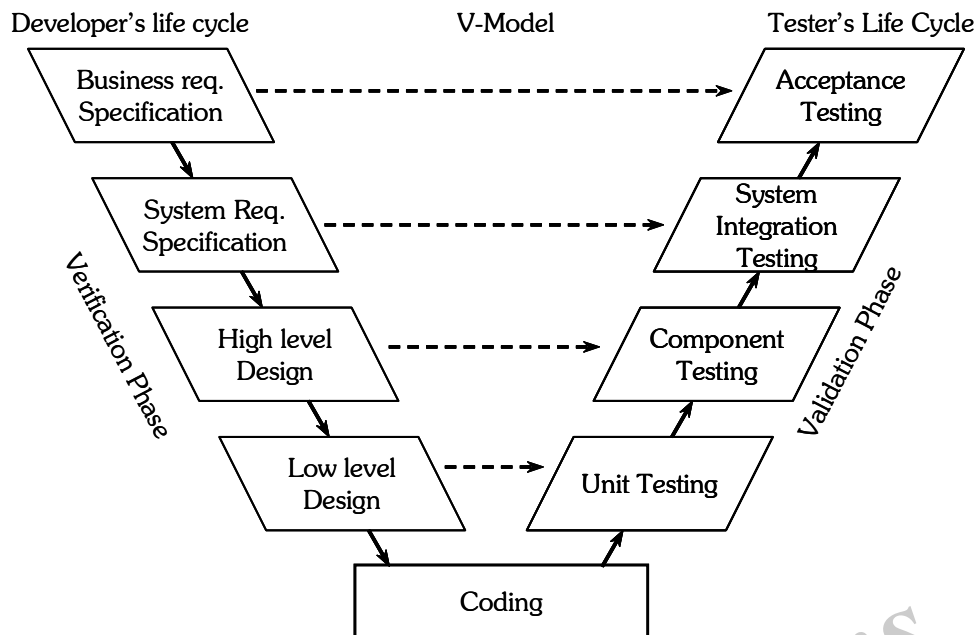 Developer's life cycle
V-Model
Tester's Life Cycle
Business req.
Specification
Acceptance
Testing
System Req.
Specification
System
Integration
Testing
Verification Phase
Validation Phase
High level
Design
Component
Testing
Low level
Design
Unit Testing
Coding